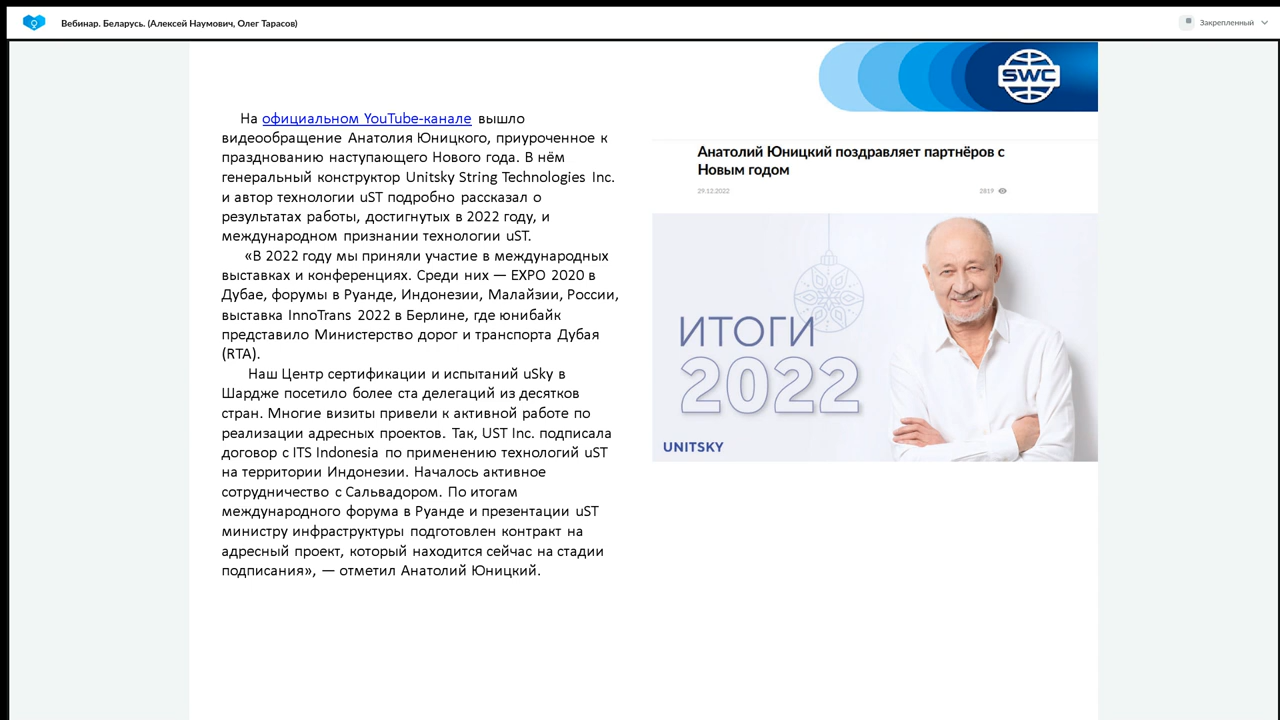 Вебинар. Беларусь. (Алексей Наумович, Олег Тарасов)
Закрепленный
SWC
На официальном YouTube-канале вышло
видеообращение Анатолия Юницкого, приуроченное к
празднованию наступающего Нового года. В нём
генеральный конструктор Unitsky String Technologies Inc.
и автор технологии uST подробно рассказал о
результатах работы, достигнутых в 2022 году, и
международном признании технологии uST.
«В 2022 году мы приняли участие в международных
выставках и конференциях. Среди них — EXPO 2020 в
Дубае, форумы в Руанде, Индонезии, Малайзии, России,
выставка InnoTrans 2022 в Берлине, где юнибайк
представило Министерство дорог и транспорта Дубая
(RTA).
Наш Центр сертификации и испытаний uSky в
Шардже посетило более ста делегаций из десятков
стран. Многие визиты привели к активной работе по
реализации адресных проектов. Так, UST Inc. подписала
договор с ITS Indonesia по применению технологий uST
на территории Индонезии. Началось активное
сотрудничество с Сальвадором. По итогам
международного форума в Руанде и презентации uST
министру инфраструктуры подготовлен контракт на
адресный проект, который находится сейчас на стадии
подписания», — отметил Анатолий Юницкий.
Анатолий Юницкий поздравляет партнёров с
Новым годом
29.12.2022
2819
ИТОГИ
2022
UNITSKY